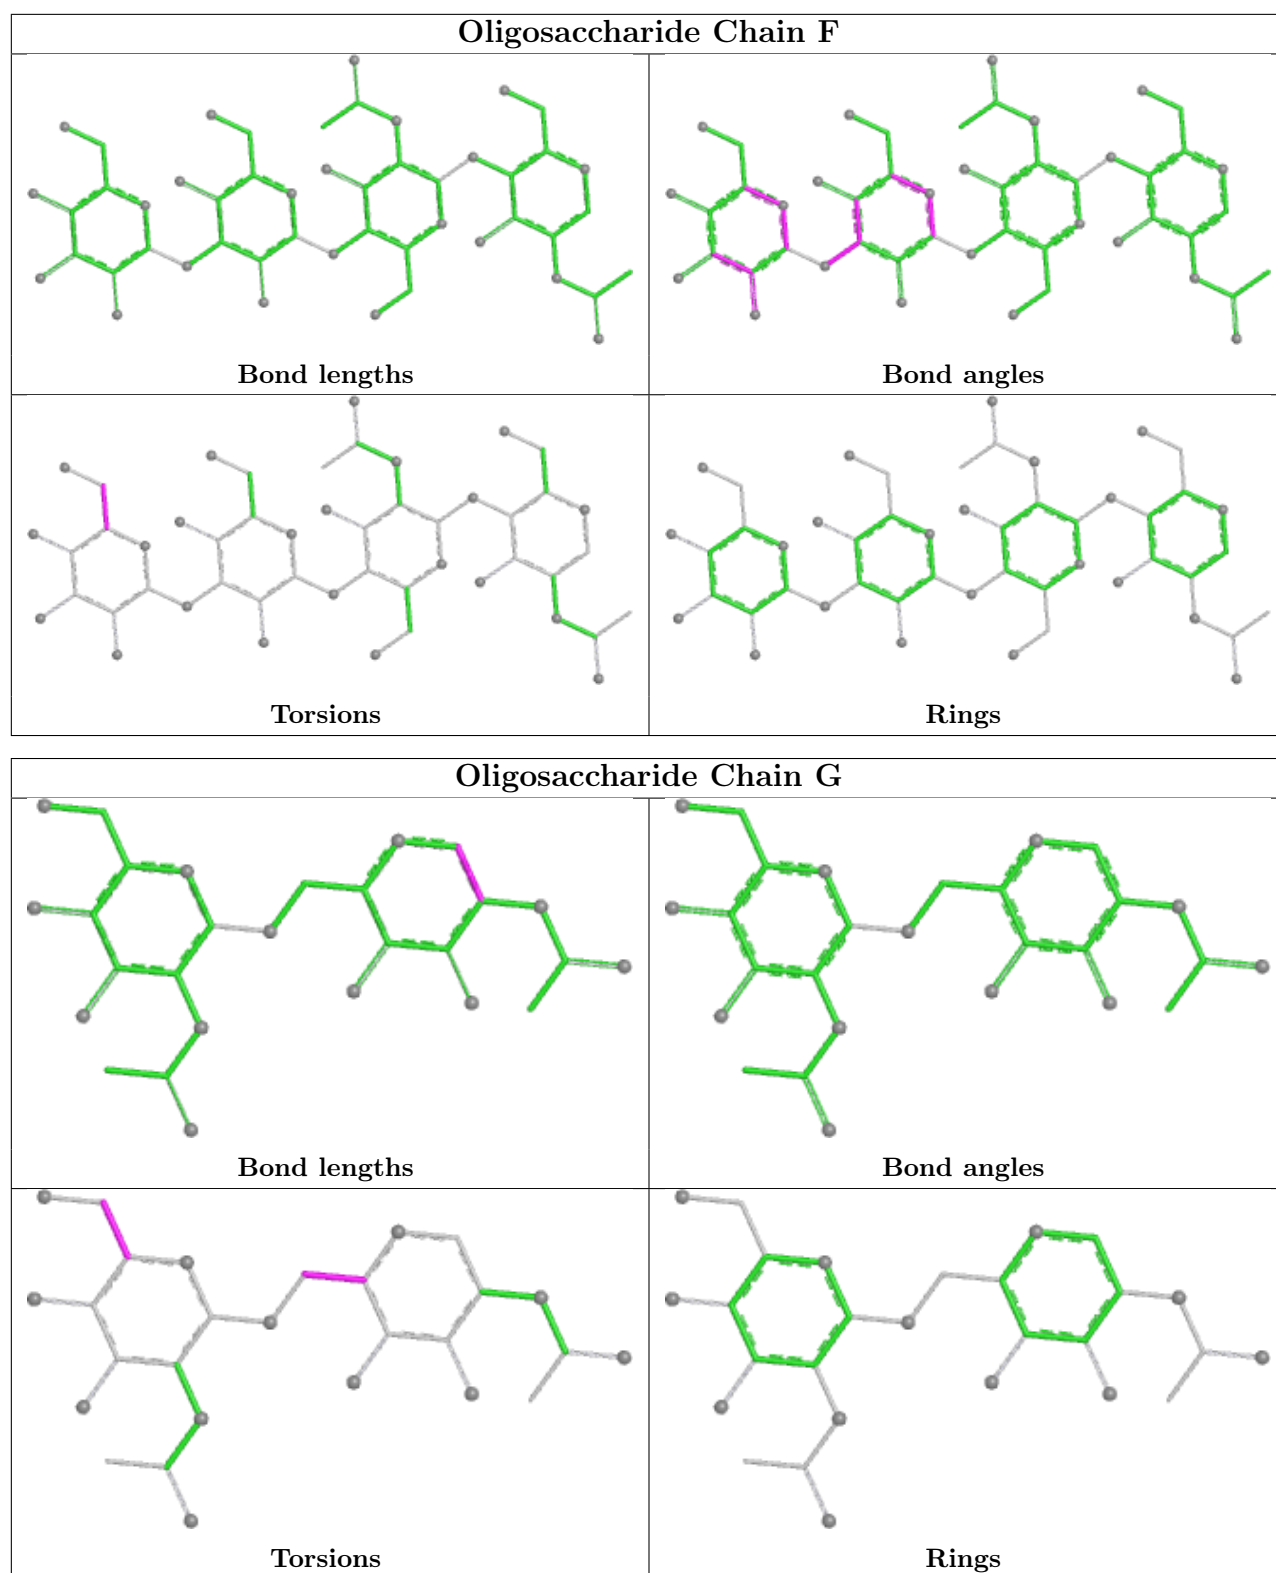 Oligosaccharide Chain F
Bond lengths
Bond angles
Torsions
Rings
Oligosaccharide Chain G
Bond lengths
Bond angles
Torsions
Rings